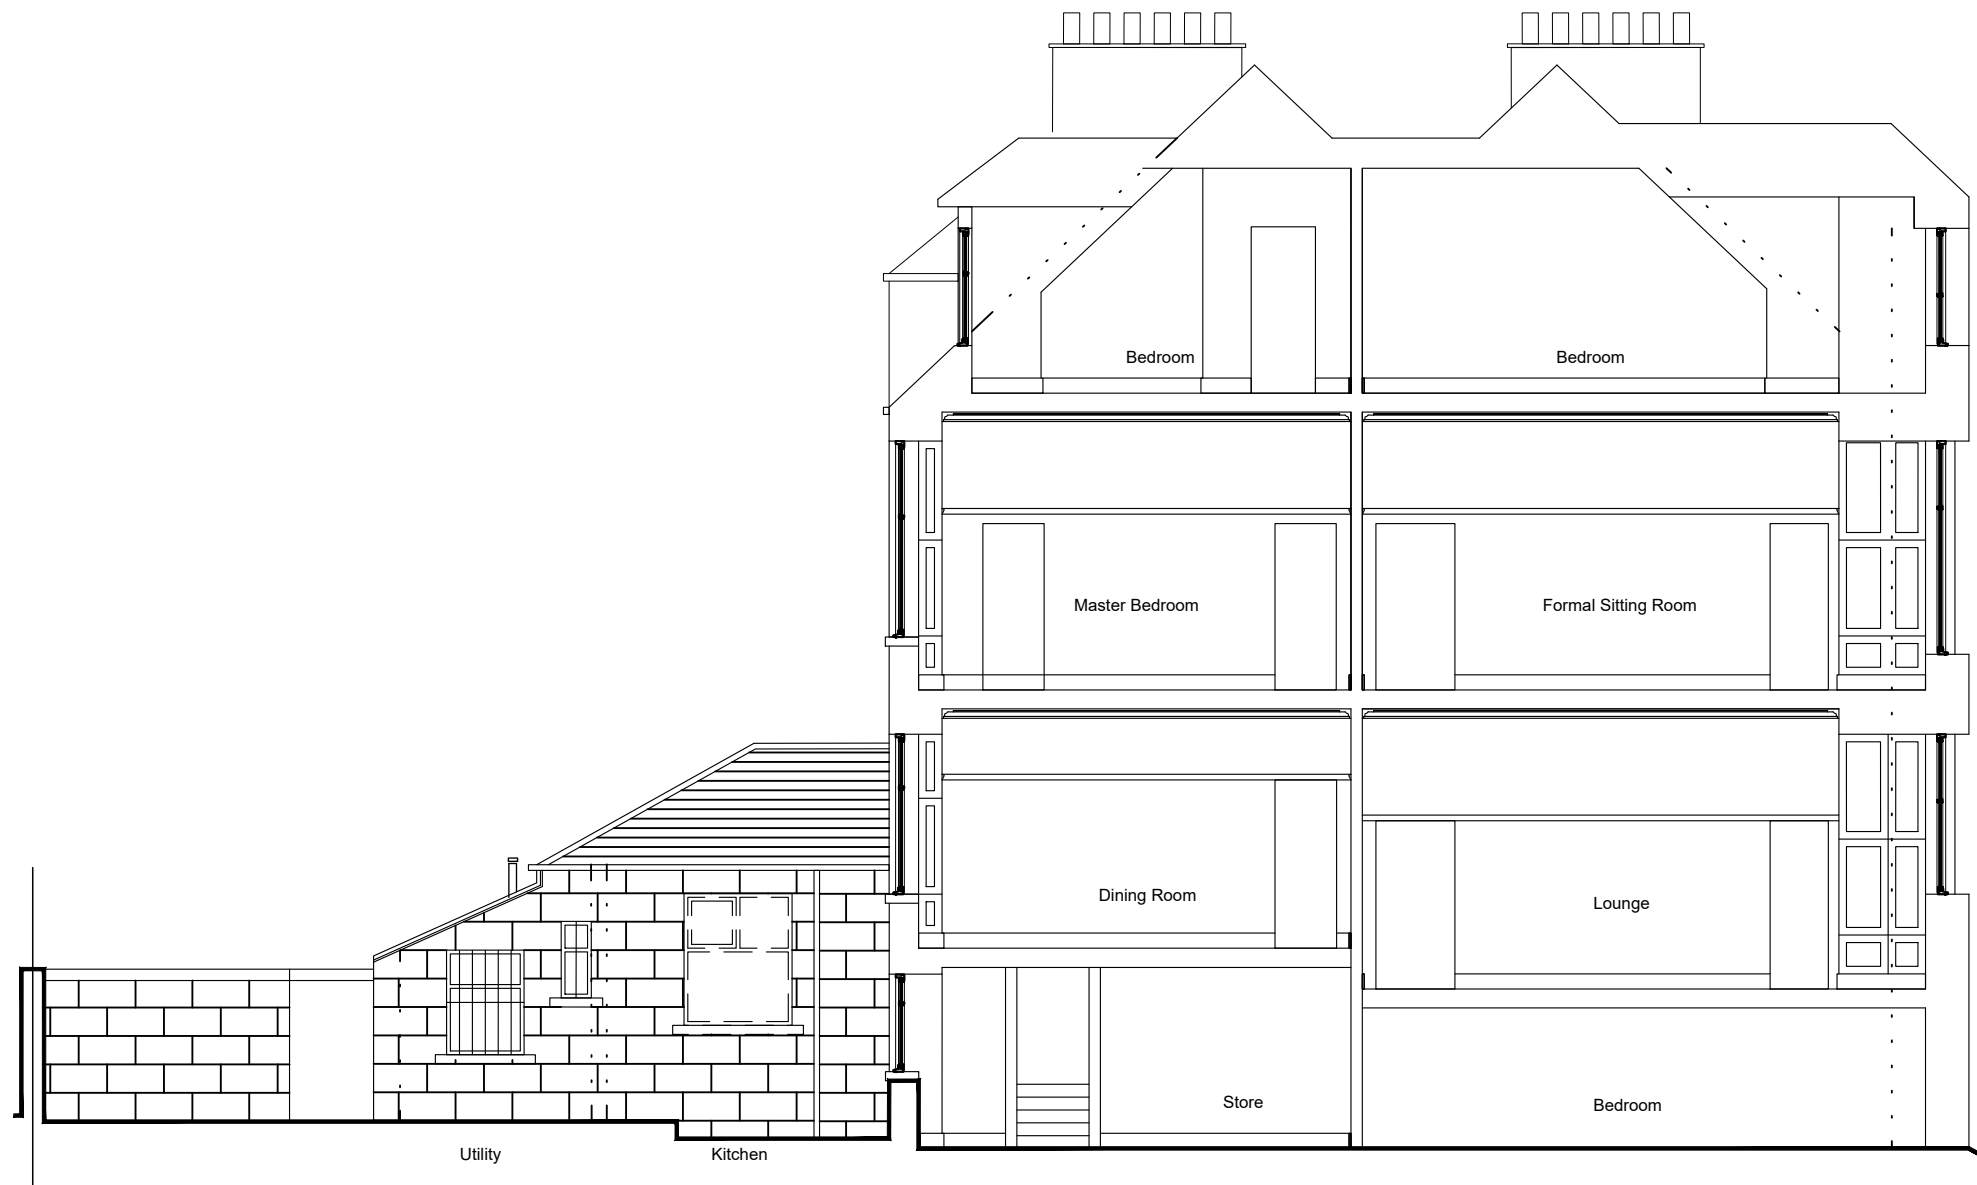 Bedroom
Bedroom
Master Bedroom
Formal Sitting Room
Dining Room
Lounge
Store
Bedroom
Utility
Kitchen